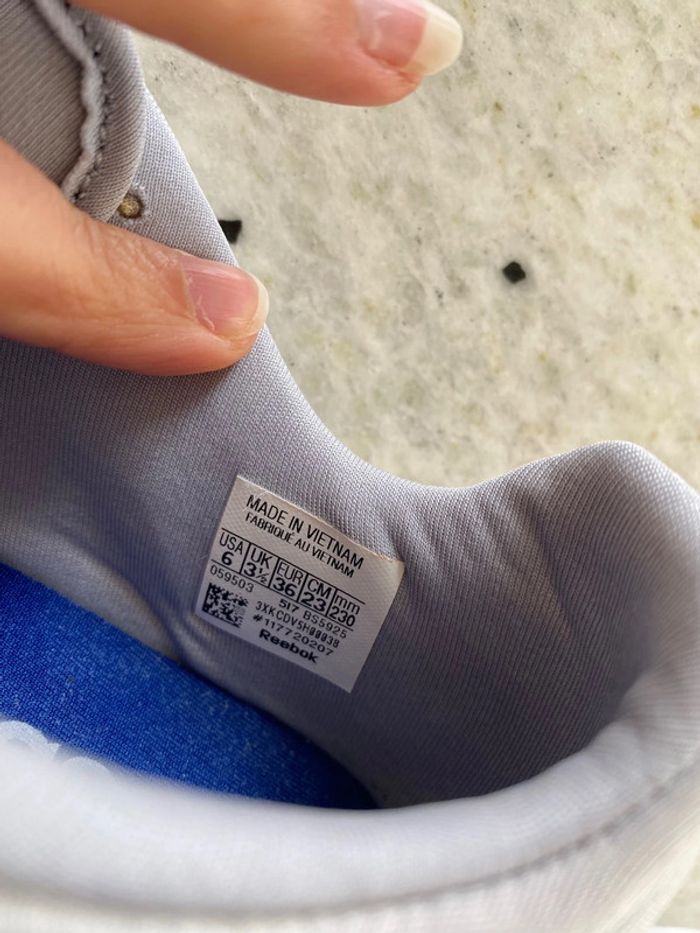 MADE IN VIETNAM
FABRIQUÉ AU VIETNAM
USA UK EUR CM mm
6 3½ 36 23 230
059503 517 BS5925
3XKCDV5H00038
#117720207
Reebok